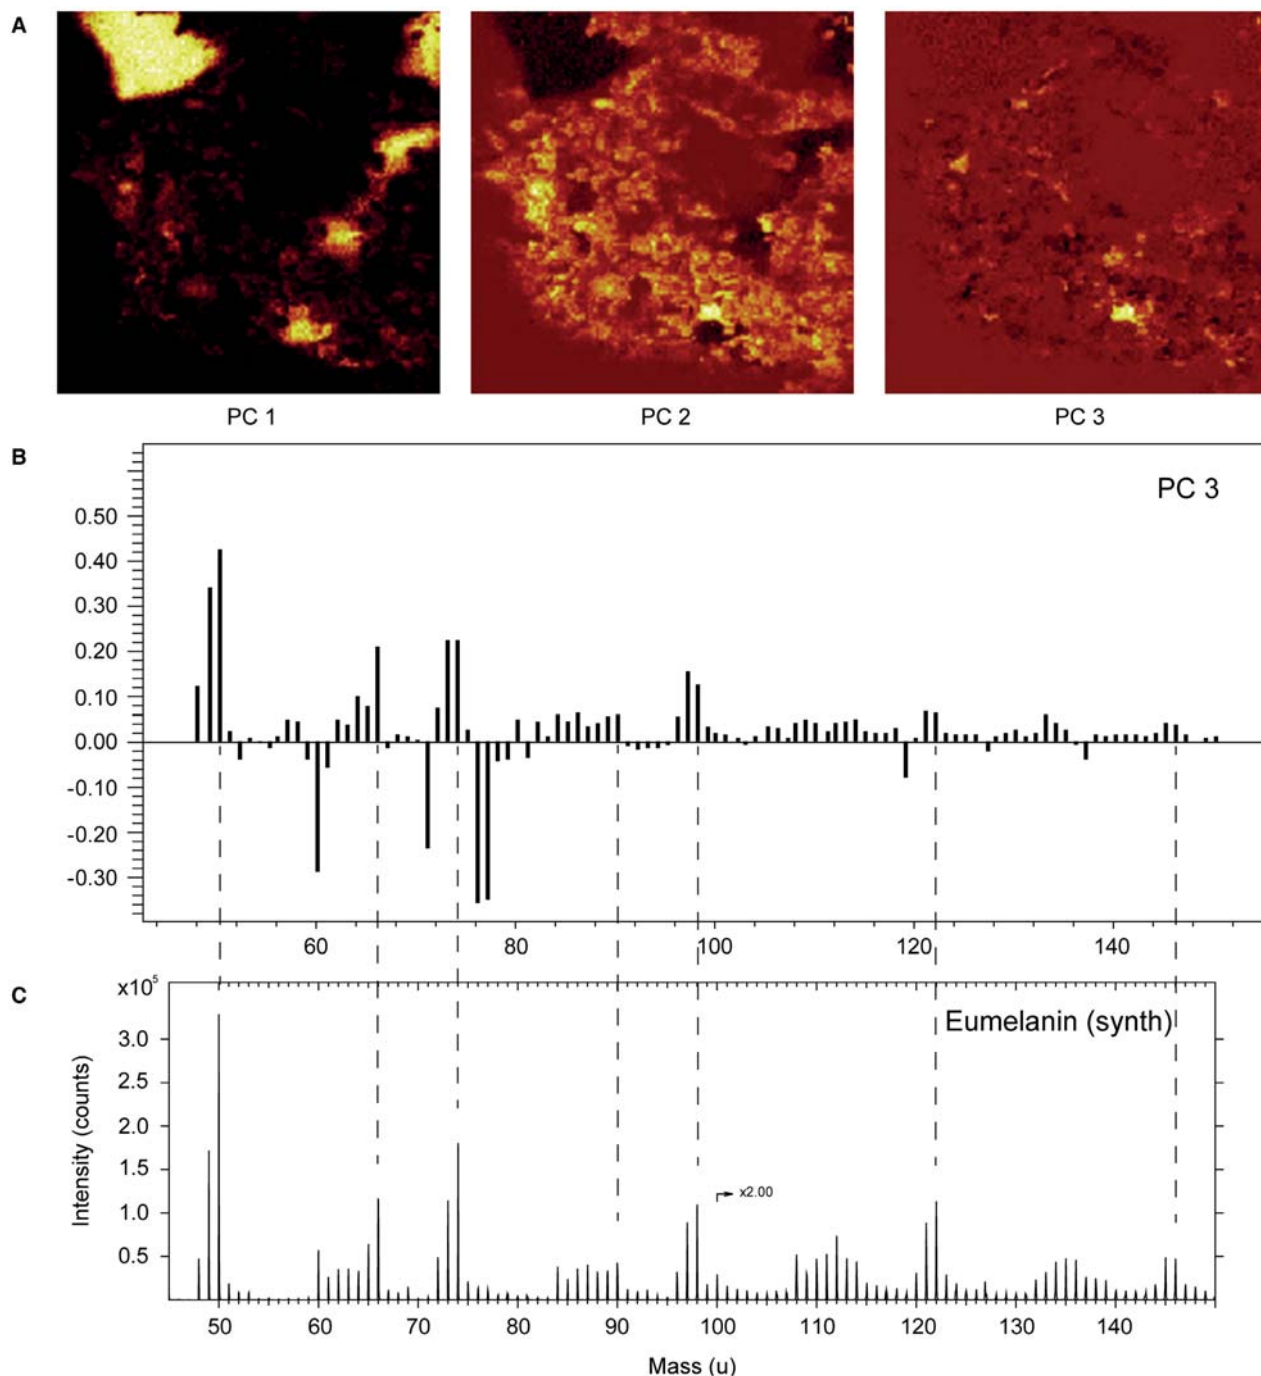 A
PC 1
PC 2
PC 3
B
PC 3
0.50
0.40
0.30
0.20
0.10
0.00
-0.10
-0.20
-0.30
60
80
100
120
140
C
x10⁵
Eumelanin (synth)
3.0
2.5
2.0
1.5
1.0
0.5
Intensity (counts)
x2.00
50
60
70
80
90
100
110
120
130
140
Mass (u)